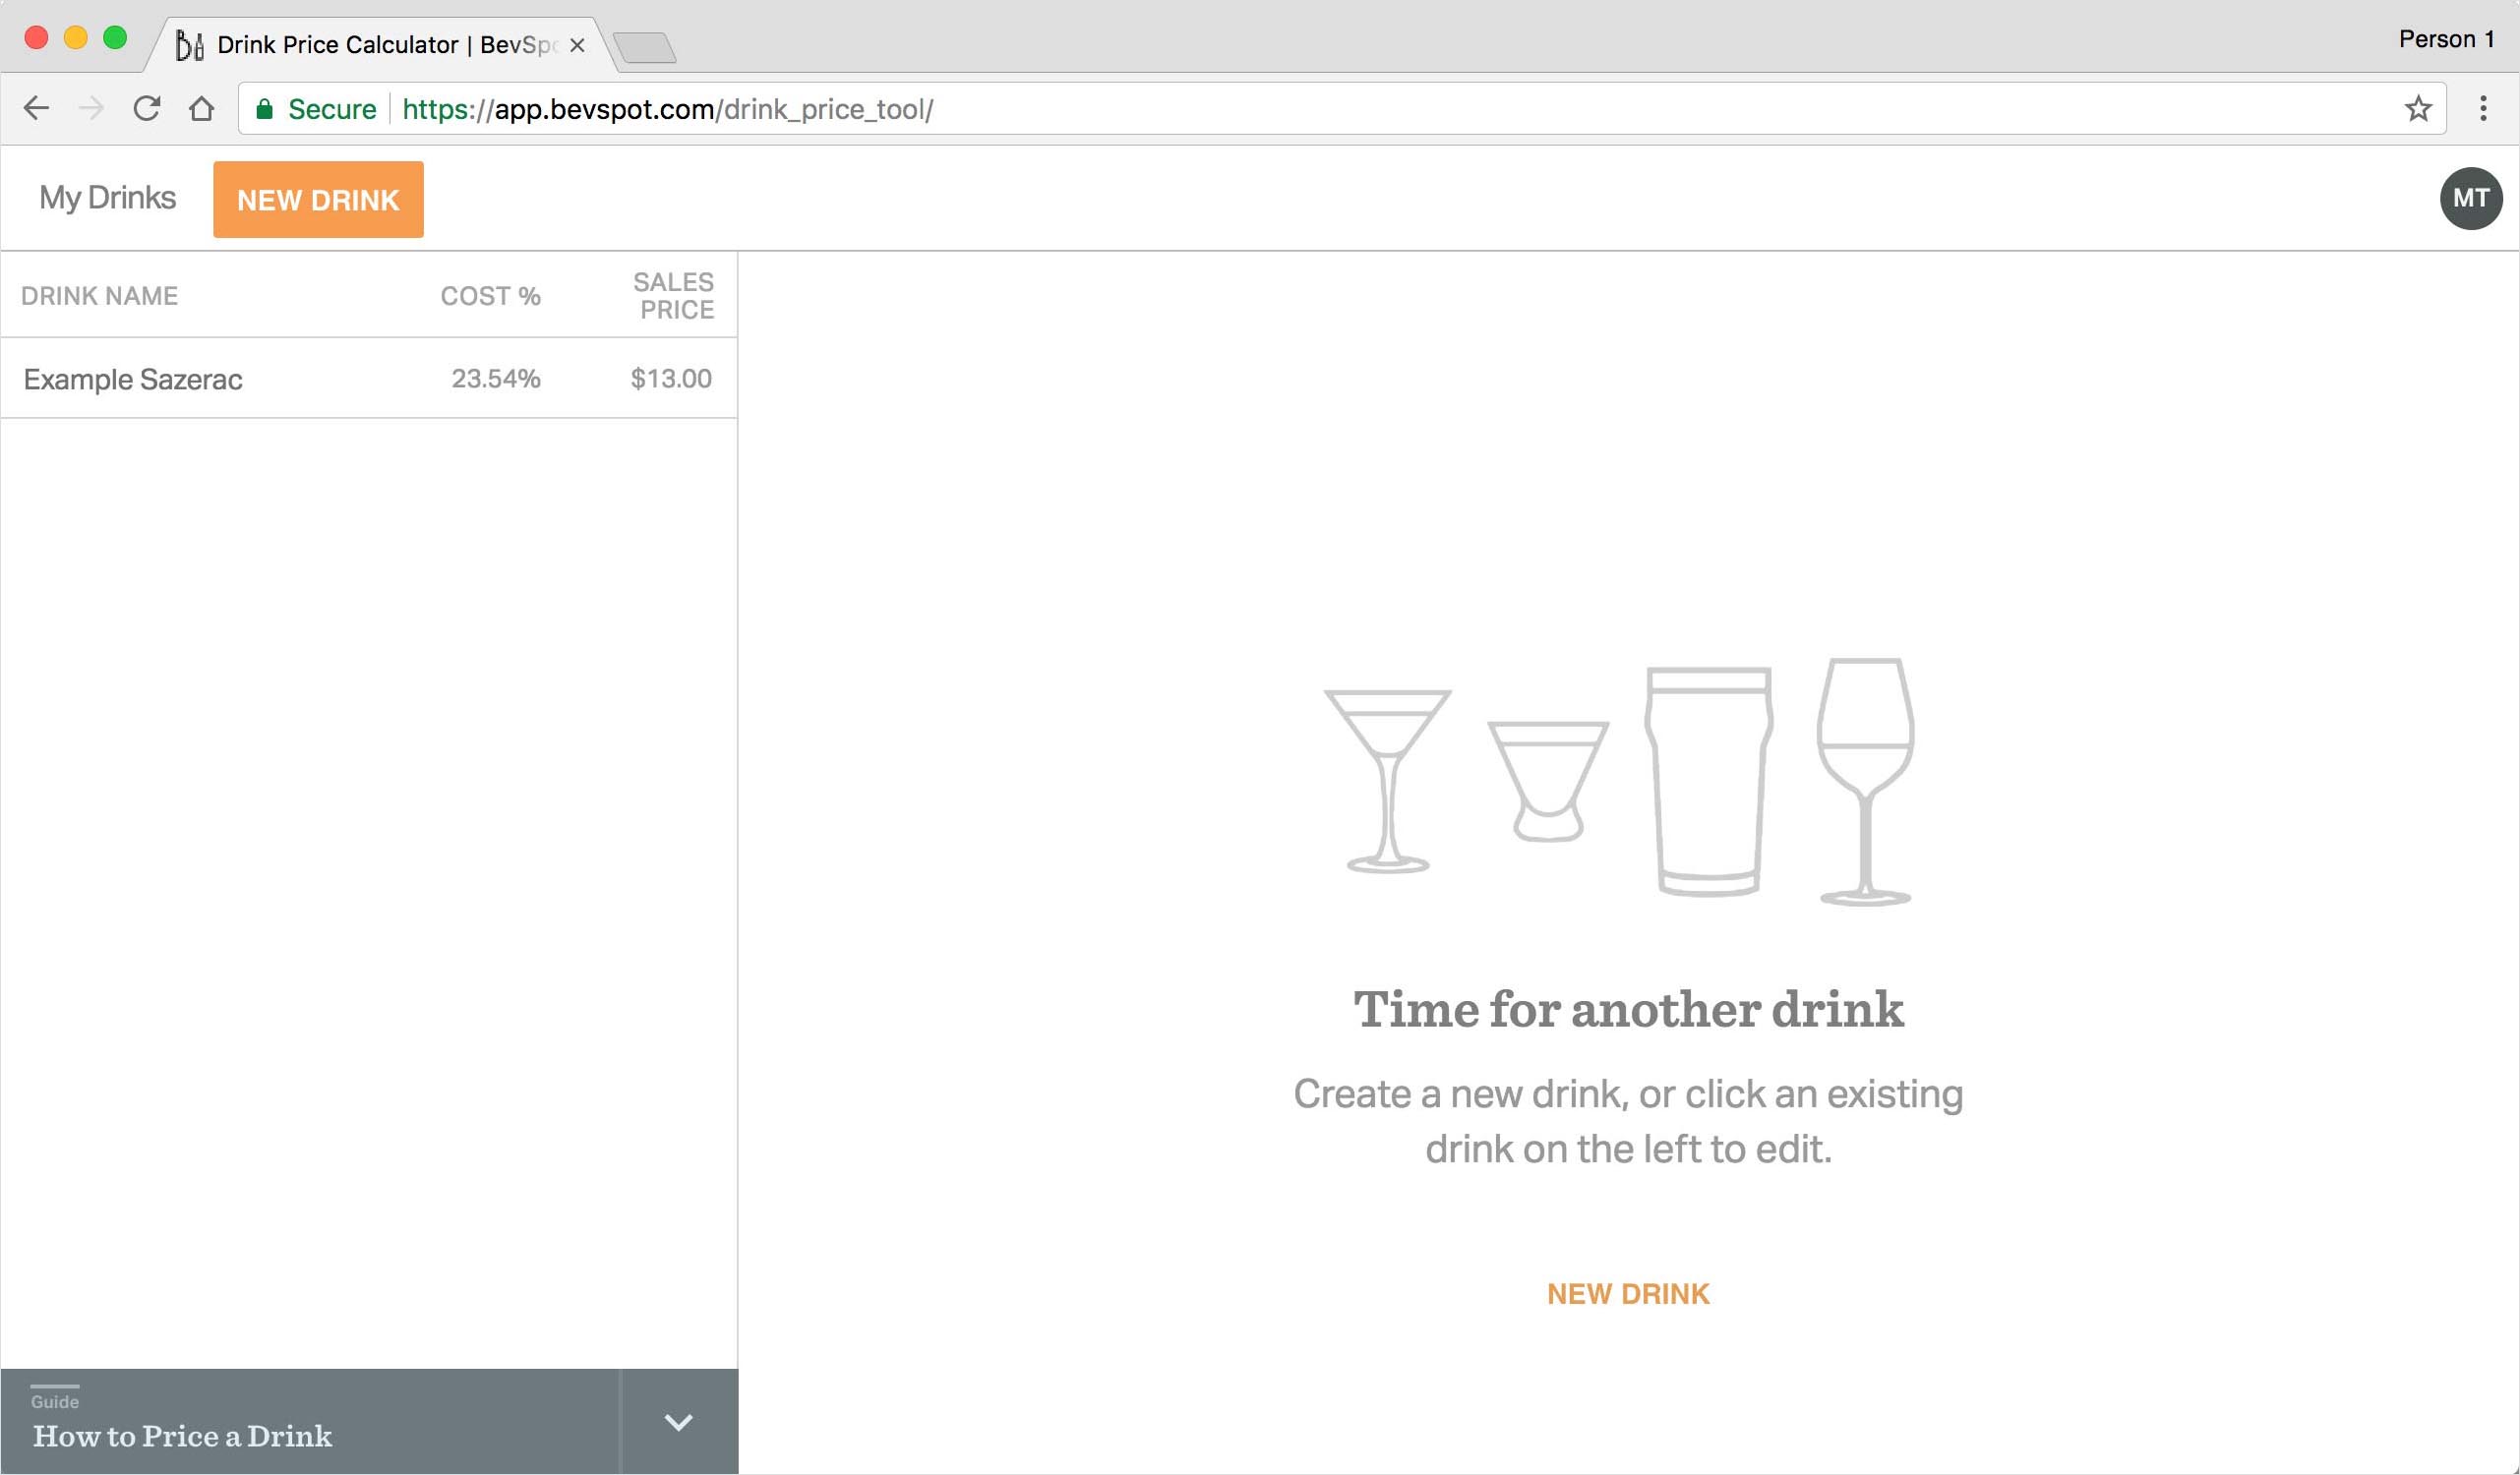 Drink Price Calculator | BevSpo
Person 1
Secure https://app.bevspot.com/drink_price_tool/
My Drinks NEW DRINK
MT
DRINK NAME COST % SALES PRICE
Example Sazerac 23.54% $13.00
Time for another drink
Create a new drink, or click an existing
drink on the left to edit.
NEW DRINK
Guide
How to Price a Drink